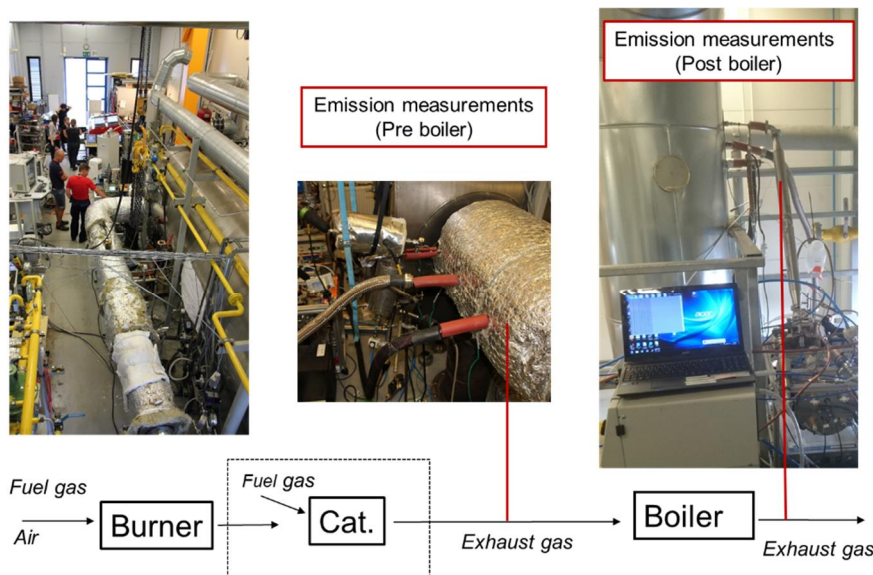 Emission measurements
(Pre boiler)
Emission measurements
(Post boiler)
acer
Fuel gas
Air
Burner
Fuel gas
Cat.
Exhaust gas
Boiler
Exhaust gas